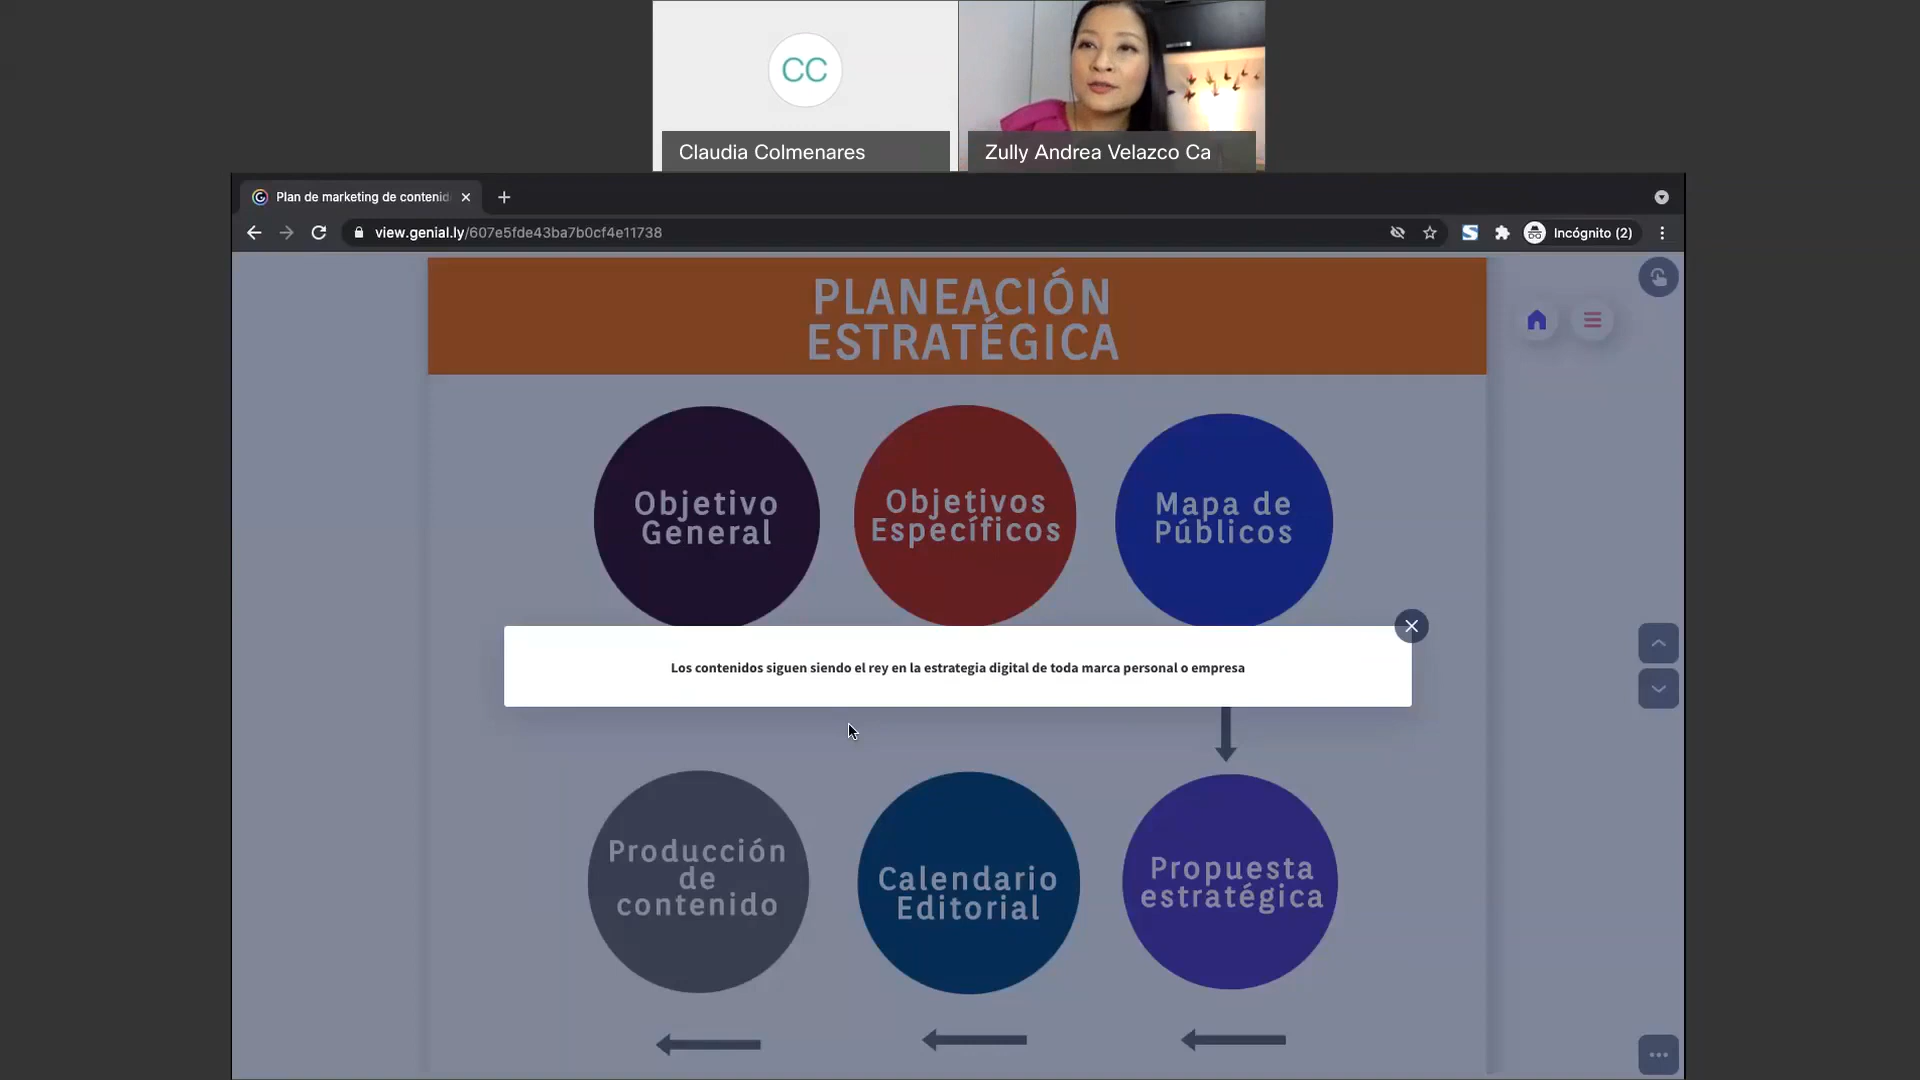 CC
Claudia Colmenares
Zully Andrea Velazco Ca
Plan de marketing de contenid
view.genial.ly/607e5fde43ba7b0cf4e11738
Incógnito (2)
PLANEACIÓN
ESTRATÉGICA
Objetivo
General
Objetivos
Específicos
Mapa de
Públicos
Los contenidos siguen siendo el rey en la estrategia digital de toda marca personal o empresa
Producción
de
contenido
Calendario
Editorial
Propuesta
estratégica